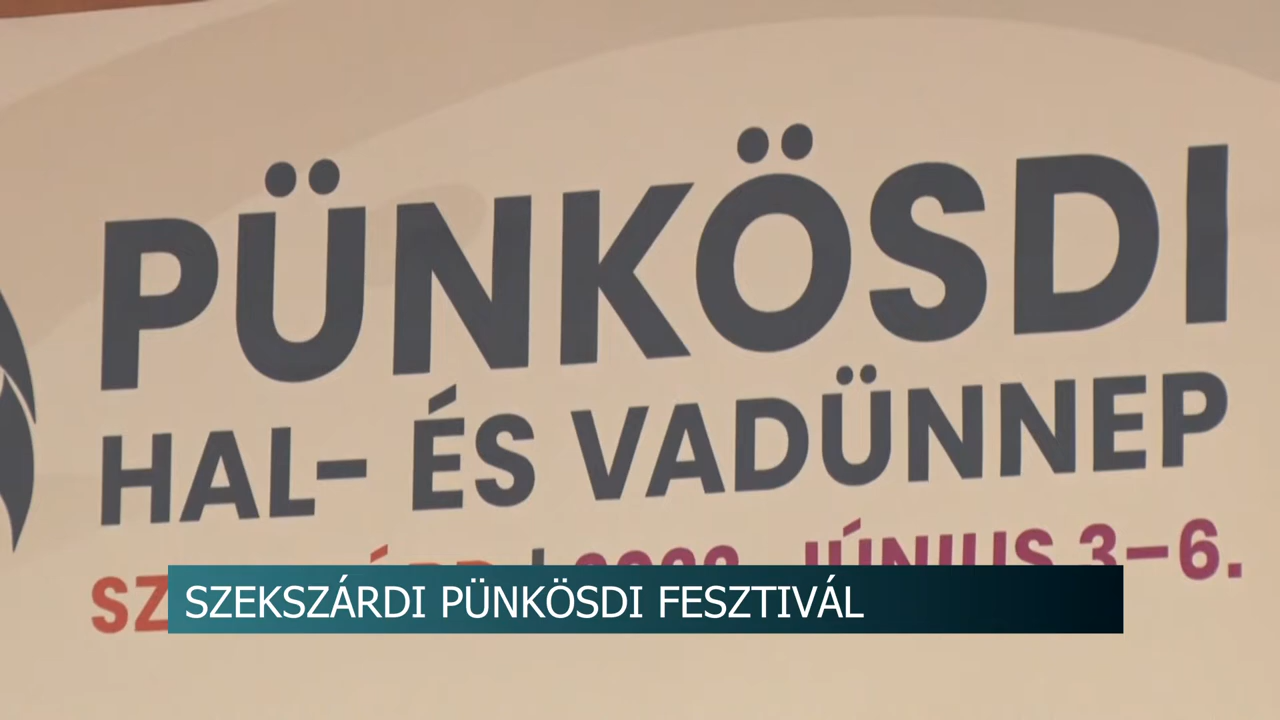 PÜNKÖSDI
HAL- ÉS VADÜNNEP
JÚNIUS 3–6.
SZEKSZÁRDI PÜNKÖSDI FESZTIVÁL